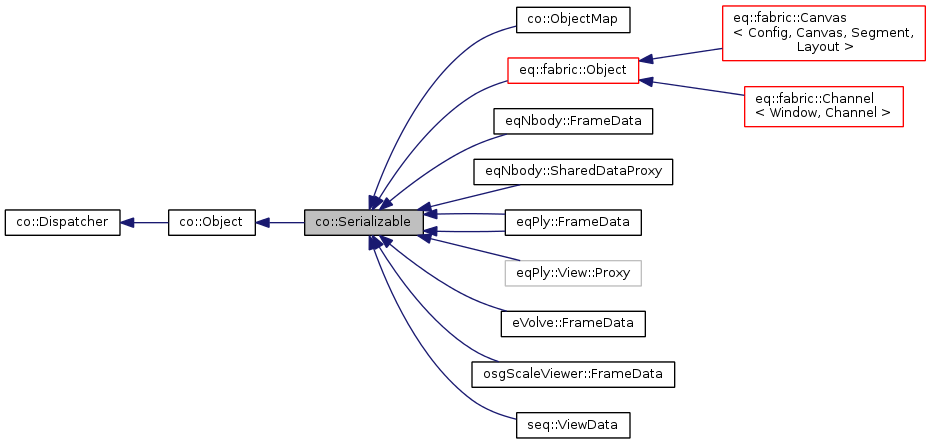 co::Dispatcher
co::Object
co::Serializable
co::ObjectMap
eq::fabric::Object
eqNbody::FrameData
eqNbody::SharedDataProxy
eqPly::FrameData
eqPly::View::Proxy
eVolve::FrameData
osgScaleViewer::FrameData
seq::ViewData
eq::fabric::Canvas
< Config, Canvas, Segment,
Layout >
eq::fabric::Channel
< Window, Channel >